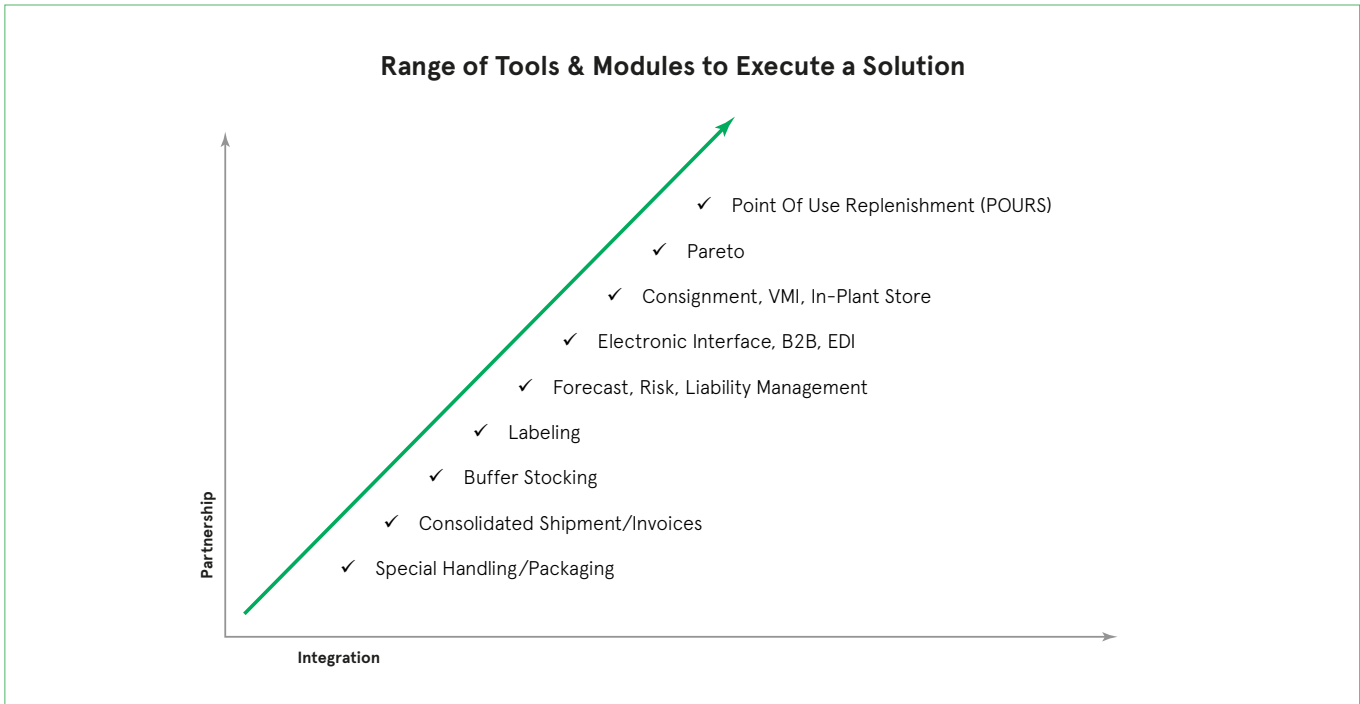 Range of Tools & Modules to Execute a Solution
Point Of Use Replenishment (POURS)
Pareto
Consignment, VMI, In-Plant Store
Electronic Interface, B2B, EDI
Forecast, Risk, Liability Management
Labeling
Buffer Stocking
Consolidated Shipment/Invoices
Special Handling/Packaging
Partnership
Integration